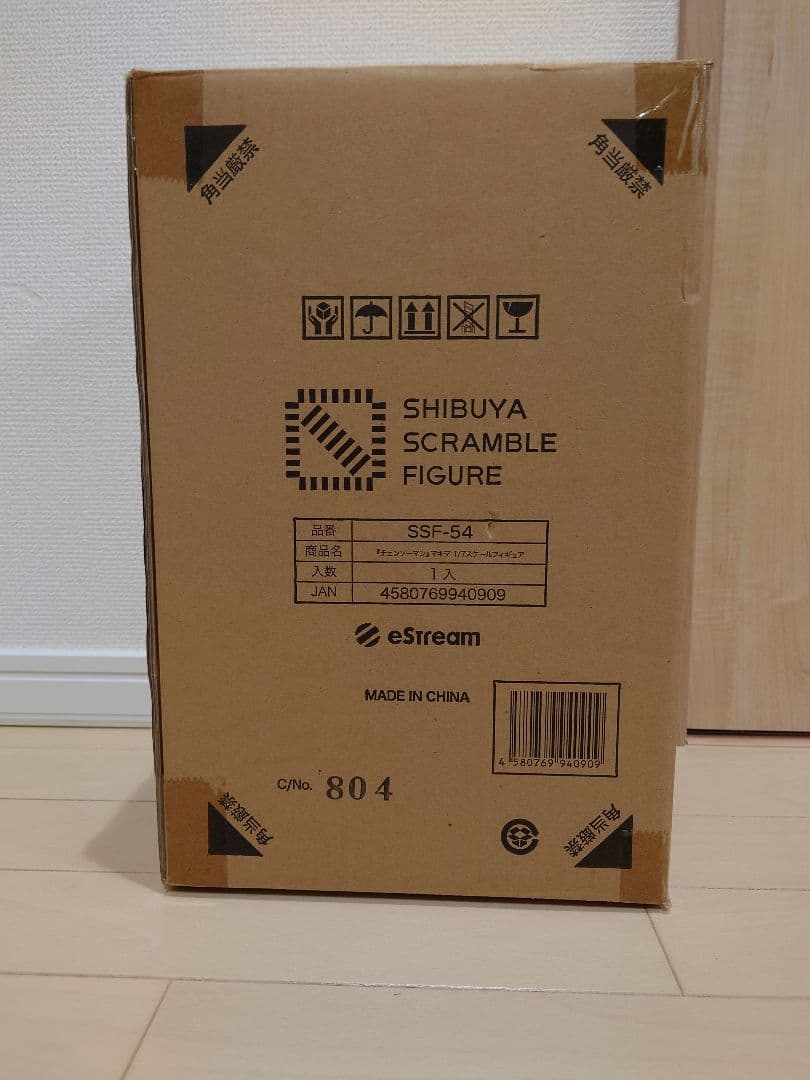 角当厳禁
角当厳禁
SHIBUYA
SCRAMBLE
FIGURE
品番 SSF-54
商品名 『チェンソーマン』マキマ 1/7スケールフィギュア
入数 1入
JAN 4580769940909
eStream
MADE IN CHINA
4 580769 940909
C/No. 804
角当厳禁
角当厳禁